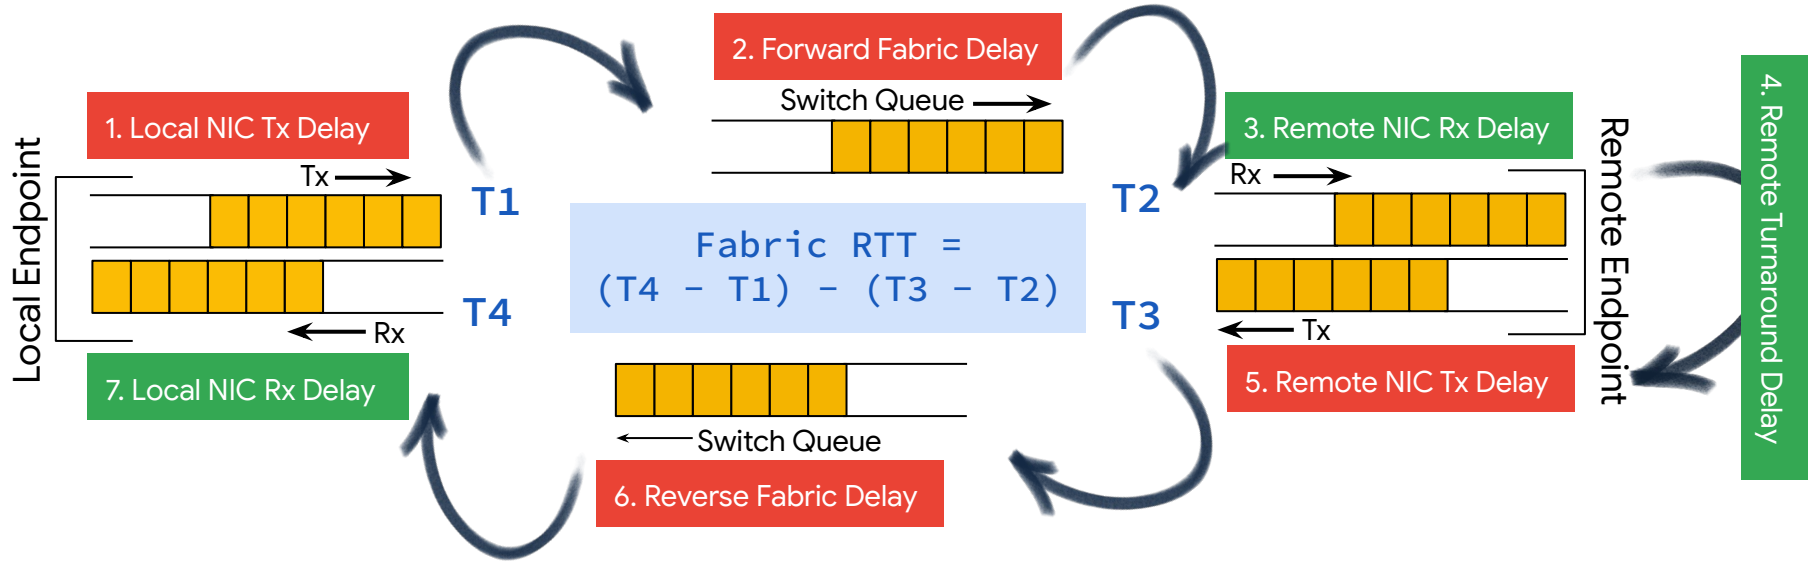 2. Forward Fabric Delay
Switch Queue
1. Local NIC Tx Delay
3. Remote NIC Rx Delay
4. Remote Turnaround Delay
Local Endpoint
Tx
T1
T2
Rx
Remote Endpoint
Fabric RTT =
(T4 - T1) - (T3 - T2)
T4
T3
Rx
Tx
7. Local NIC Rx Delay
5. Remote NIC Tx Delay
Switch Queue
6. Reverse Fabric Delay